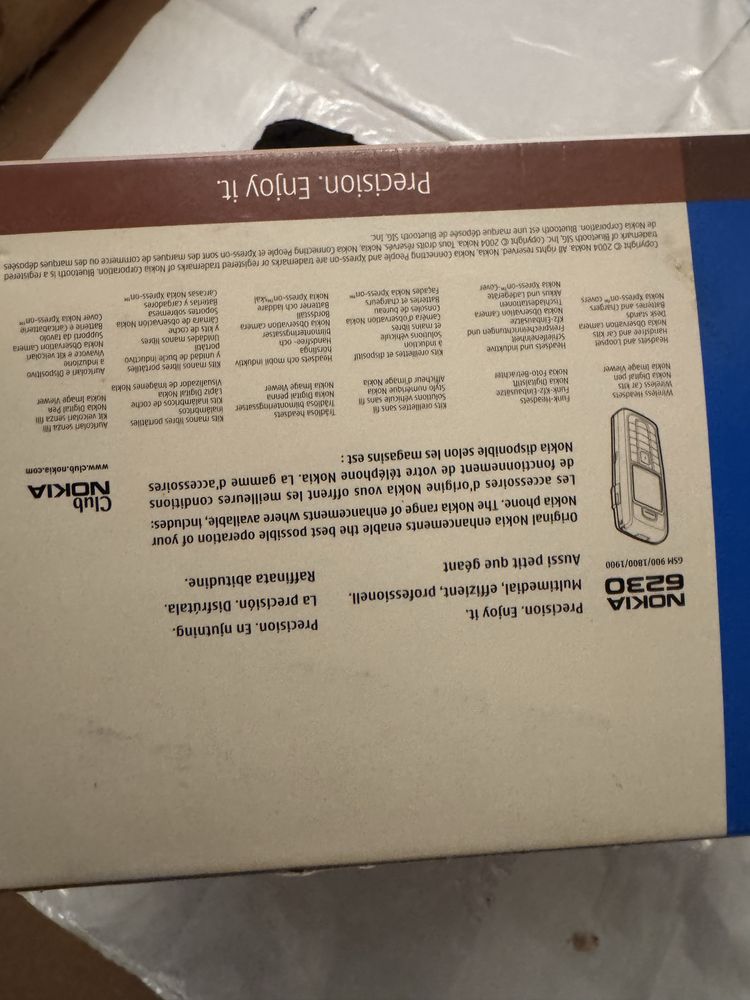 NOKIA
6230
GSM 900/1800/1900
Precision. Enjoy it.
Multimedial, effizient, professionell.
Aussi petit que géant
Precision. En njutning.
La precisión. Disfrútala.
Raffinata abitudine.
Original Nokia enhancements enable the best possible operation of your
Nokia phone. The Nokia range of enhancements where available, includes:
Les accessoires d'origine Nokia vous offrent les meilleures conditions
de fonctionnement de votre téléphone Nokia. La gamme d'accessoires
Nokia disponible selon les magasins est :
Club
NOKIA
www.club.nokia.com
Wireless Headsets
Wireless car kits
Nokia Digital pen
Nokia Image Viewer
Headsets and loopset
Handsfree and Car kits
Nokia Observation camera
Desk stands
Batteries and Chargers
Nokia Xpress-on™ covers
Funk-Headsets
Funk-Kfz-Einbausätze
Nokia Digitalstift
Nokia Foto-Betrachter
Headsets und induktive
Schleifeneinheit
Freisprecheinrichtungen und
Kfz-Einbausätze
Nokia Observation Camera
Tischladestationen
Akkus und Ladegeräte
Nokia Xpress-on™-Cover
Kits oreillettes sans fil
Solutions véhicule sans fil
Stylo numérique Nokia
Afficheur d'image Nokia
Kits oreillettes et dispositif
à induction
Solutions véhicule
et mains libres
Caméra d'observation Nokia
Consoles de bureau
Batteries et chargeurs
Façades Nokia Xpress-on™
Trådlösa headsets
Trådlösa bilmonteringssatser
Nokia Digital penna
Nokia Image Viewer
Headsets och mobil induktiv
hörslinga
Handsfree- och
bilmonteringssatser
Nokia Observation camera
Bordsställ
Batterier och laddare
Nokia Xpress-on™skal
Kits manos libres portátiles
inalámbricos
Kits inalámbricos de coche
Lápiz Digital Nokia
Visualizador de imágenes Nokia
Kits manos libres portátiles
y unidad de bucle inductivo
portátil
Unidades manos libres
y kits de coche
Cámara de observación Nokia
Soportes sobremesa
Baterías y cargadores
Carcasas Nokia Xpress-on™
Auricolari senza fili
Kit veicolari senza fili
Nokia Digital Pen
Nokia Image Viewer
Auricolari e Dispositivo
a induzione
Vivavoce e kit veicolari
Nokia Observation Camera
Supporti da tavolo
Batterie e Caricabatterie
Cover Nokia Xpress-on™
Copyright © 2004 Nokia. All rights reserved. Nokia, Nokia Connecting People and Xpress-on are trademarks or registered trademarks of Nokia Corporation. Bluetooth is a registered
trademark of Bluetooth SIG, Inc. Copyright © 2004 Nokia. Tous droits réservés. Nokia, Nokia Connecting People et Xpress-on sont des marques de commerce ou des marques déposées
de Nokia Corporation. Bluetooth est une marque déposée de Bluetooth SIG, Inc.
Precision. Enjoy it.